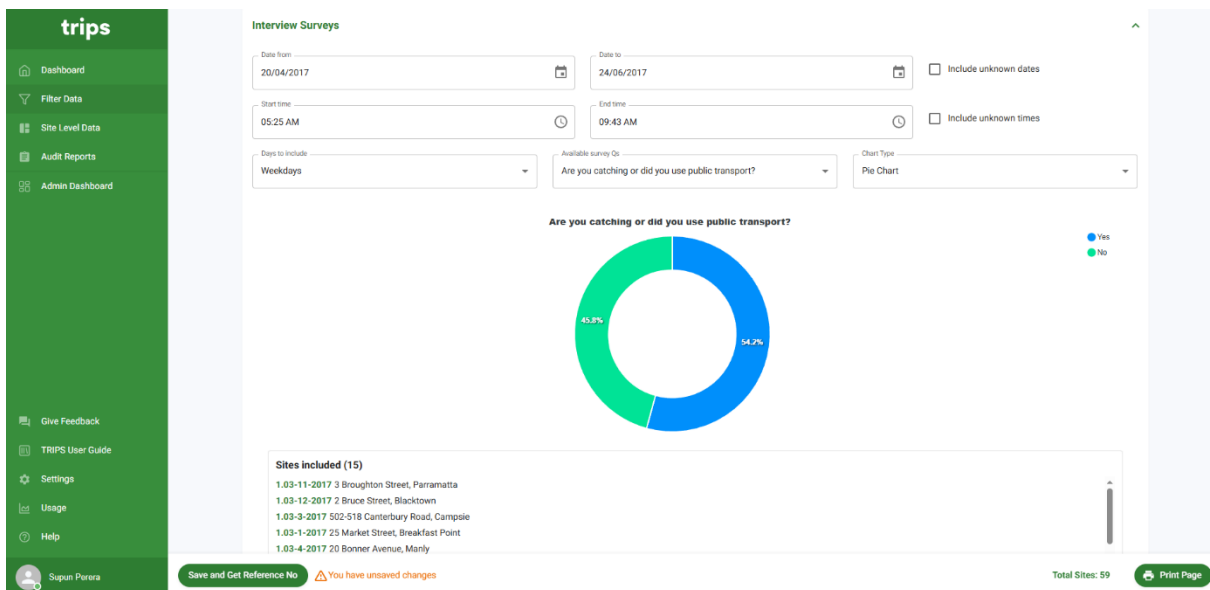 trips
Dashboard
Filter Data
Site Level Data
Audit Reports
Admin Dashboard
Give Feedback
TRIPS User Guide
Settings
Usage
Help
Supun Perera
Interview Surveys
Date from
20/04/2017
Date to
24/06/2017
Include unknown dates
Start time
05:25 AM
End time
09:43 AM
Include unknown times
Days to include
Weekdays
Available survey Qs
Are you catching or did you use public transport?
Chart Type
Pie Chart
Are you catching or did you use public transport?
Yes
No
45.8%
54.2%
Sites included (15)
1.03-11-2017 3 Broughton Street, Parramatta
1.03-12-2017 2 Bruce Street, Blacktown
1.03-3-2017 502-518 Canterbury Road, Campsie
1.03-1-2017 25 Market Street, Breakfast Point
1.03-4-2017 20 Bonner Avenue, Manly
Save and Get Reference No
You have unsaved changes
Total Sites: 59
Print Page